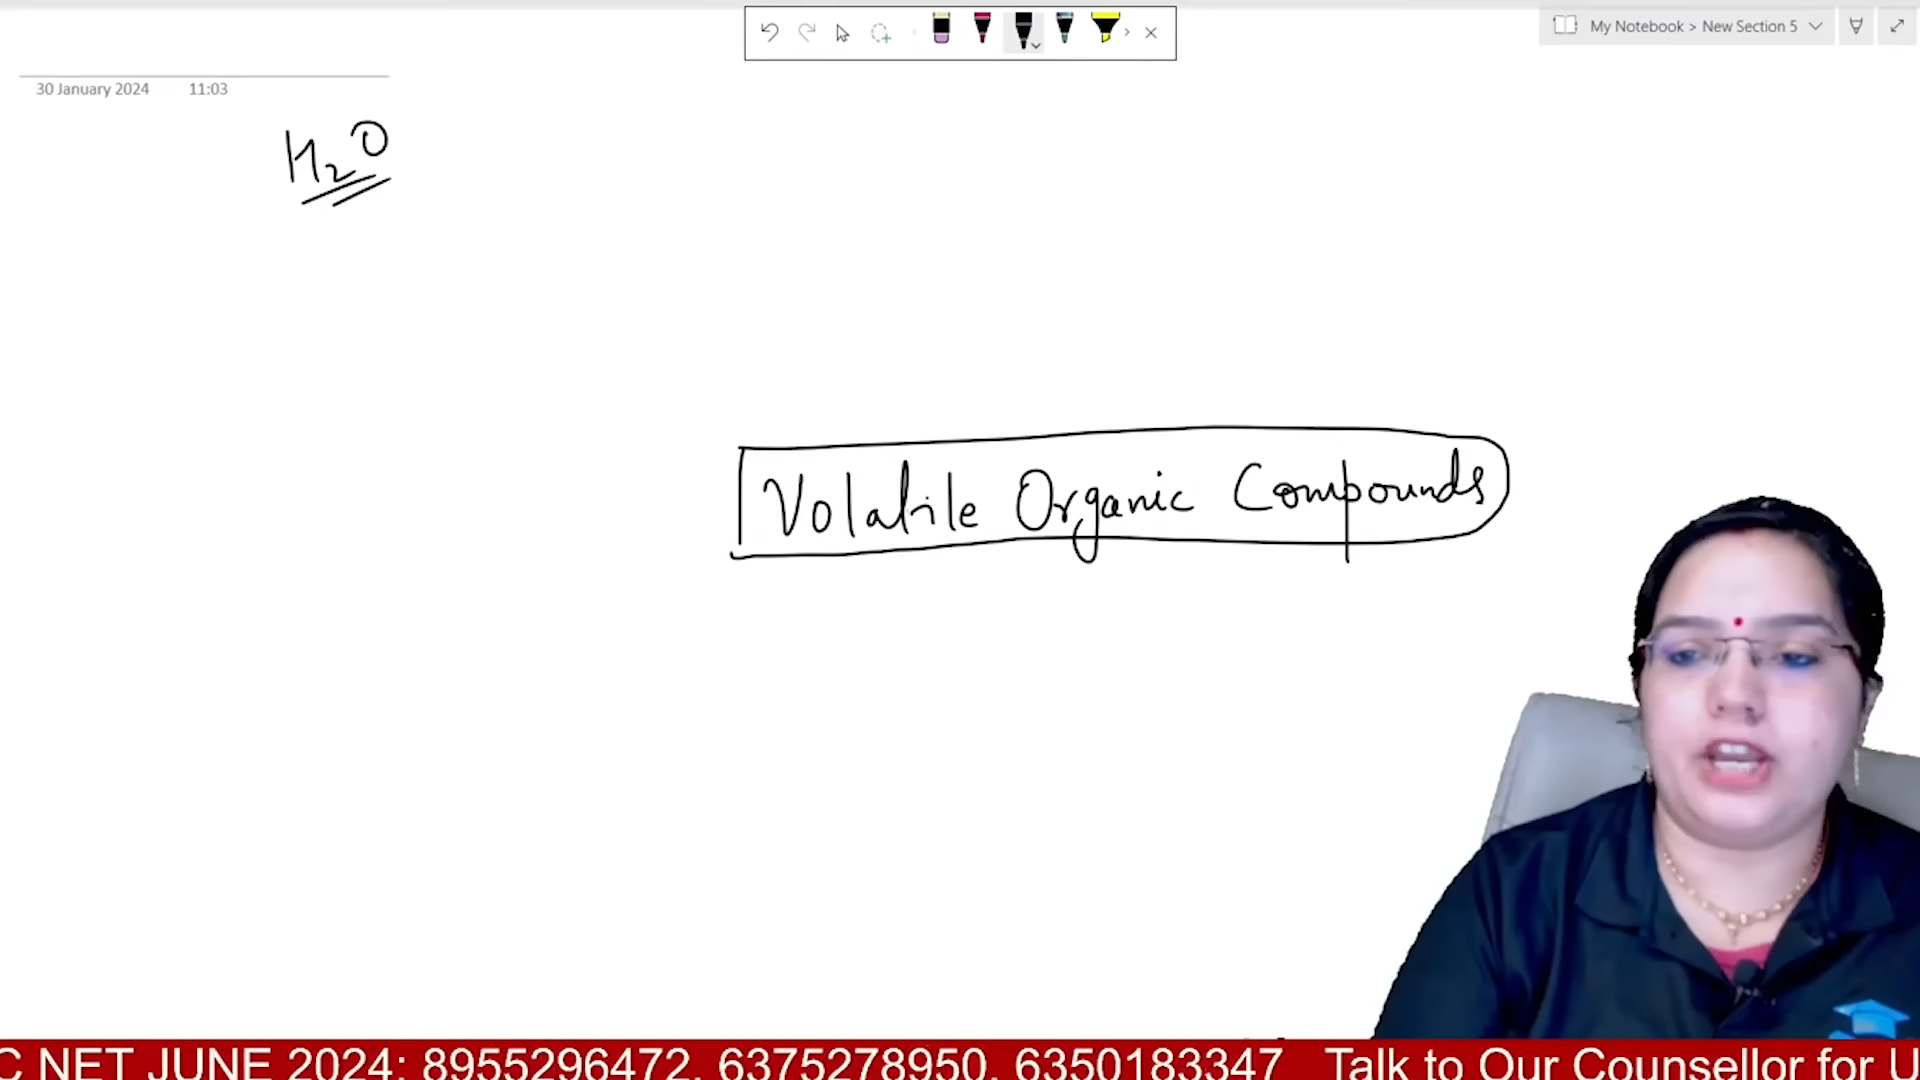 My Notebook > New Section 5
30 January 2024 11:03
H₂O
Volatile Organic Compounds
C NET JUNE 2024: 8955296472, 6375278950, 6350183347 Talk to Our Counsellor for U